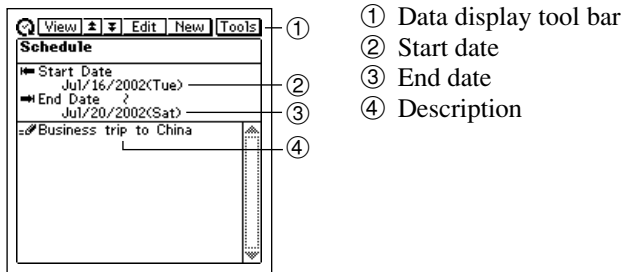 View Edit New Tools
Schedule
Start Date
Jul/16/2002(Tue)
End Date ~
Jul/20/2002(Sat)
Business trip to China
①
②
③
④
① Data display tool bar
② Start date
③ End date
④ Description